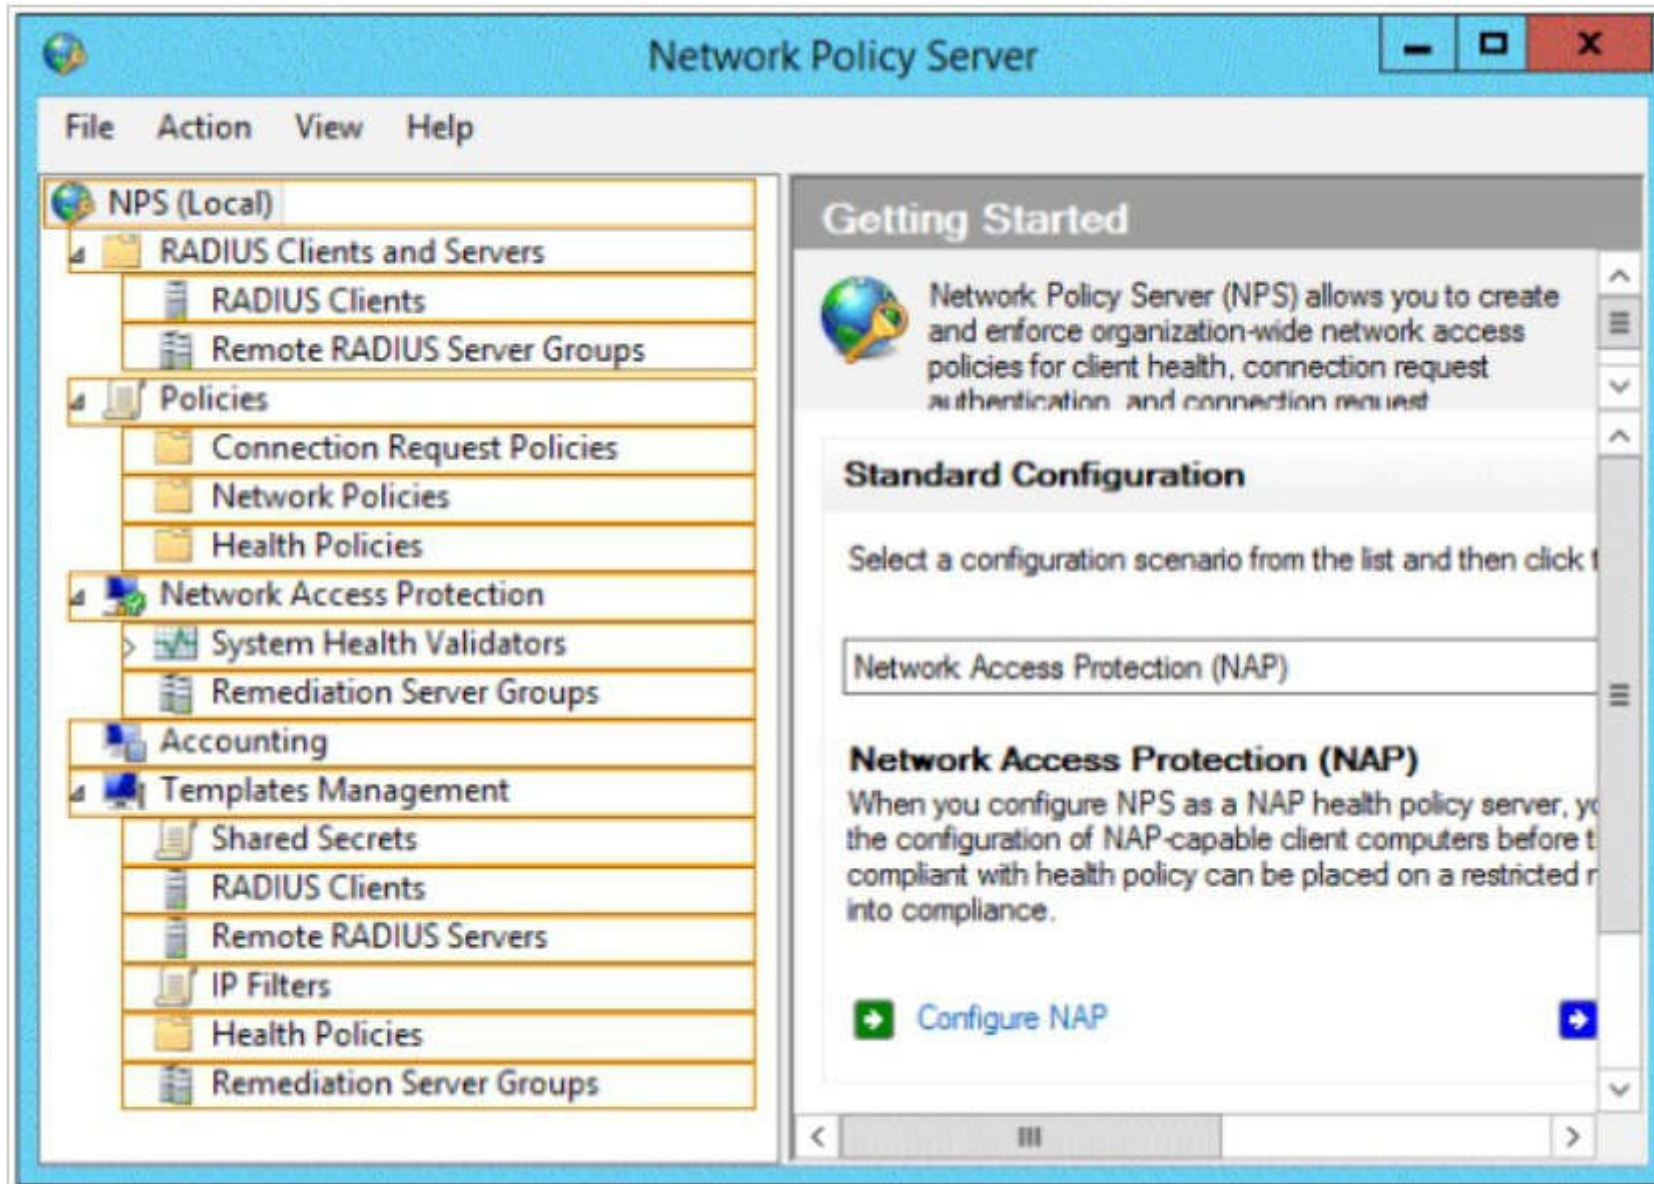 Network Policy Server
File Action View Help
NPS (Local)
RADIUS Clients and Servers
RADIUS Clients
Remote RADIUS Server Groups
Policies
Connection Request Policies
Network Policies
Health Policies
Network Access Protection
System Health Validators
Remediation Server Groups
Accounting
Templates Management
Shared Secrets
RADIUS Clients
Remote RADIUS Servers
IP Filters
Health Policies
Remediation Server Groups
Getting Started
Network Policy Server (NPS) allows you to create
and enforce organization-wide network access
policies for client health, connection request
authentication, and connection request
Standard Configuration
Select a configuration scenario from the list and then click
Network Access Protection (NAP)
Network Access Protection (NAP)
When you configure NPS as a NAP health policy server,
the configuration of NAP-capable client computers before
compliant with health policy can be placed on a restricted
into compliance.
Configure NAP